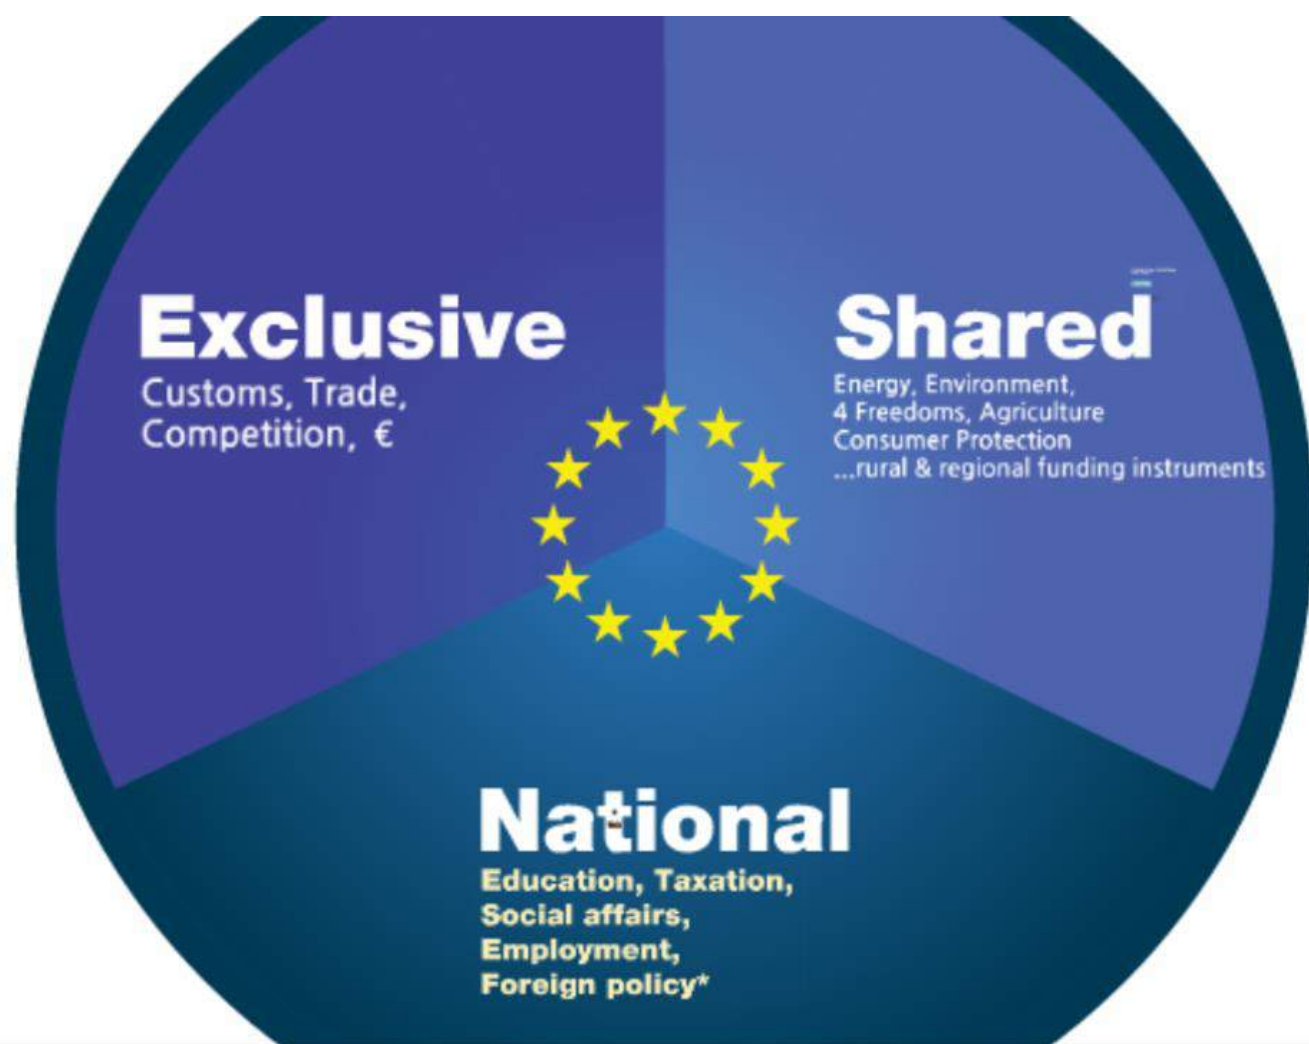 Exclusive
Customs, Trade,
Competition, €
Shared
Energy, Environment,
4 Freedoms, Agriculture
Consumer Protection
...rural & regional funding instruments
National
Education, Taxation,
Social affairs,
Employment,
Foreign policy*